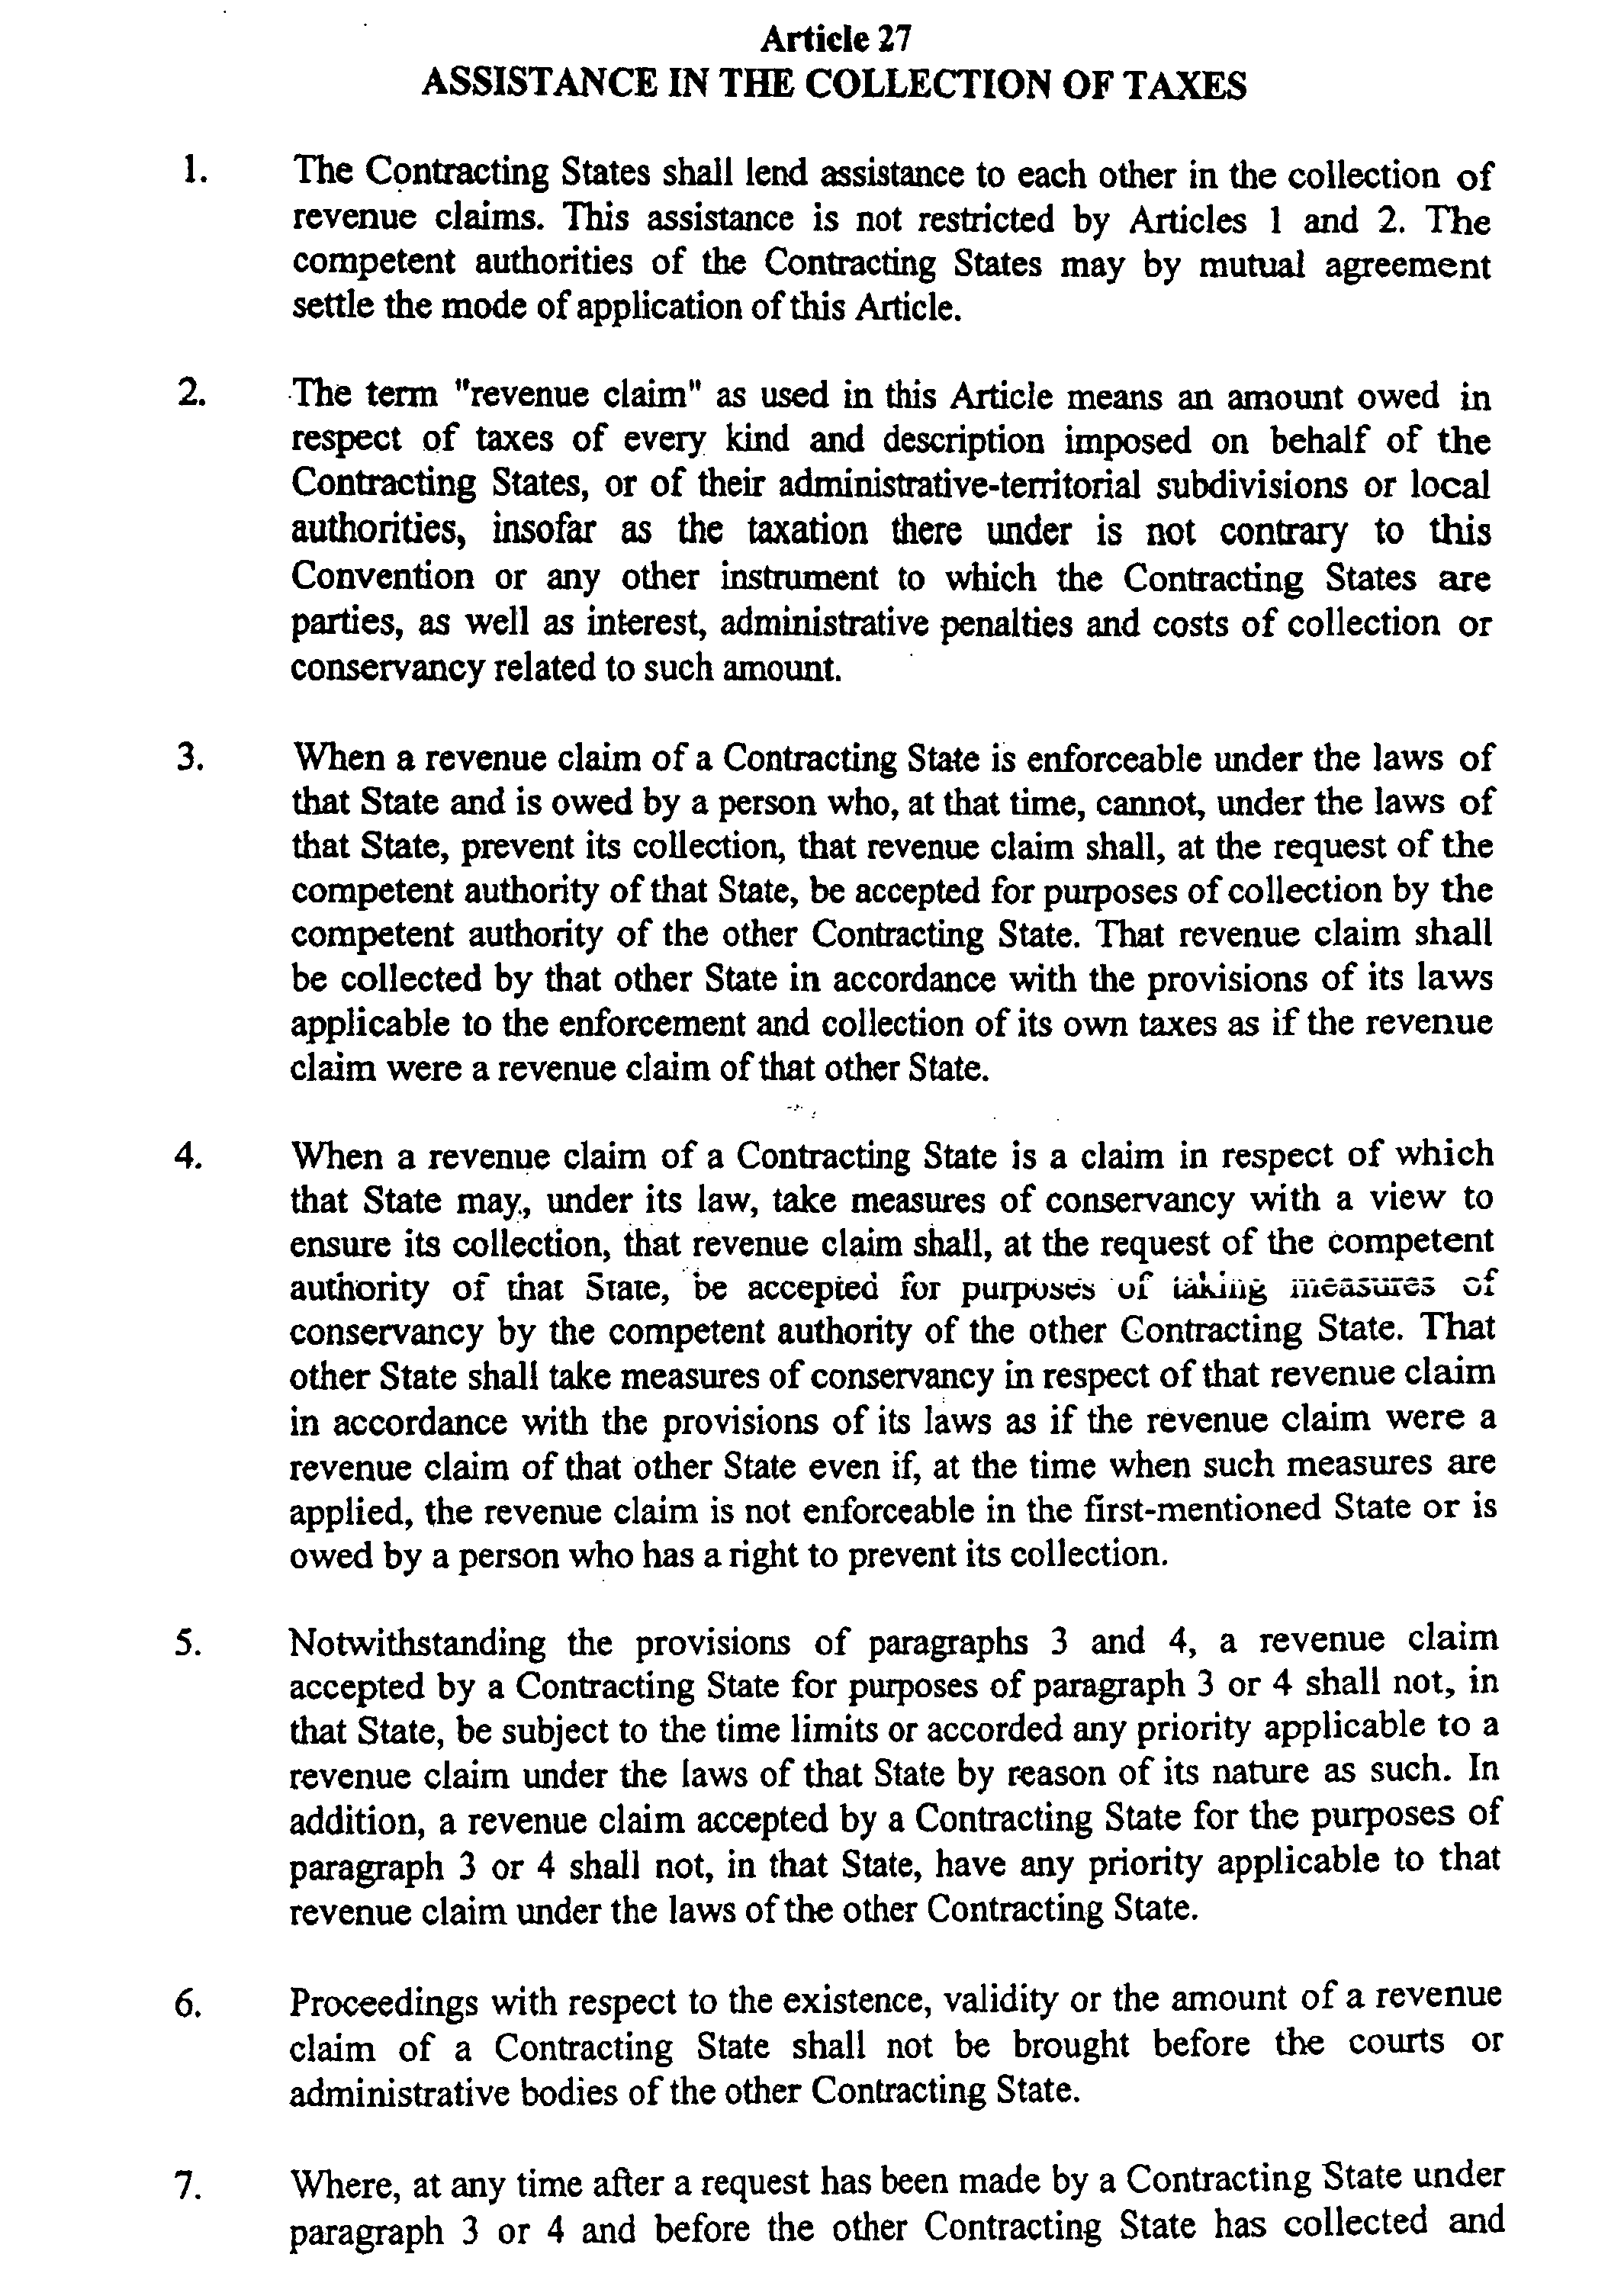 Article 27
ASSISTANCE IN THE COLLECTION OF TAXES
1. The Contracting States shall lend assistance to each other in the collection of
revenue claims. This assistance is not restricted by Articles 1 and 2. The
competent authorities of the Contracting States may by mutual agreement
settle the mode of application of this Article.
2. The term "revenue claim" as used in this Article means an amount owed in
respect of taxes of every kind and description imposed on behalf of the
Contracting States, or of their administrative-territorial subdivisions or local
authorities, insofar as the taxation there under is not contrary to this
Convention or any other instrument to which the Contracting States are
parties, as well as interest, administrative penalties and costs of collection or
conservancy related to such amount.
3. When a revenue claim of a Contracting State is enforceable under the laws of
that State and is owed by a person who, at that time, cannot, under the laws of
that State, prevent its collection, that revenue claim shall, at the request of the
competent authority of that State, be accepted for purposes of collection by the
competent authority of the other Contracting State. That revenue claim shall
be collected by that other State in accordance with the provisions of its laws
applicable to the enforcement and collection of its own taxes as if the revenue
claim were a revenue claim of that other State.
4. When a revenue claim of a Contracting State is a claim in respect of which
that State may, under its law, take measures of conservancy with a view to
ensure its collection, that revenue claim shall, at the request of the competent
authority of that State, be accepted for purposes of taking measures of
conservancy by the competent authority of the other Contracting State. That
other State shall take measures of conservancy in respect of that revenue claim
in accordance with the provisions of its laws as if the revenue claim were a
revenue claim of that other State even if, at the time when such measures are
applied, the revenue claim is not enforceable in the first-mentioned State or is
owed by a person who has a right to prevent its collection.
5. Notwithstanding the provisions of paragraphs 3 and 4, a revenue claim
accepted by a Contracting State for purposes of paragraph 3 or 4 shall not, in
that State, be subject to the time limits or accorded any priority applicable to a
revenue claim under the laws of that State by reason of its nature as such. In
addition, a revenue claim accepted by a Contracting State for the purposes of
paragraph 3 or 4 shall not, in that State, have any priority applicable to that
revenue claim under the laws of the other Contracting State.
6. Proceedings with respect to the existence, validity or the amount of a revenue
claim of a Contracting State shall not be brought before the courts or
administrative bodies of the other Contracting State.
7. Where, at any time after a request has been made by a Contracting State under
paragraph 3 or 4 and before the other Contracting State has collected and